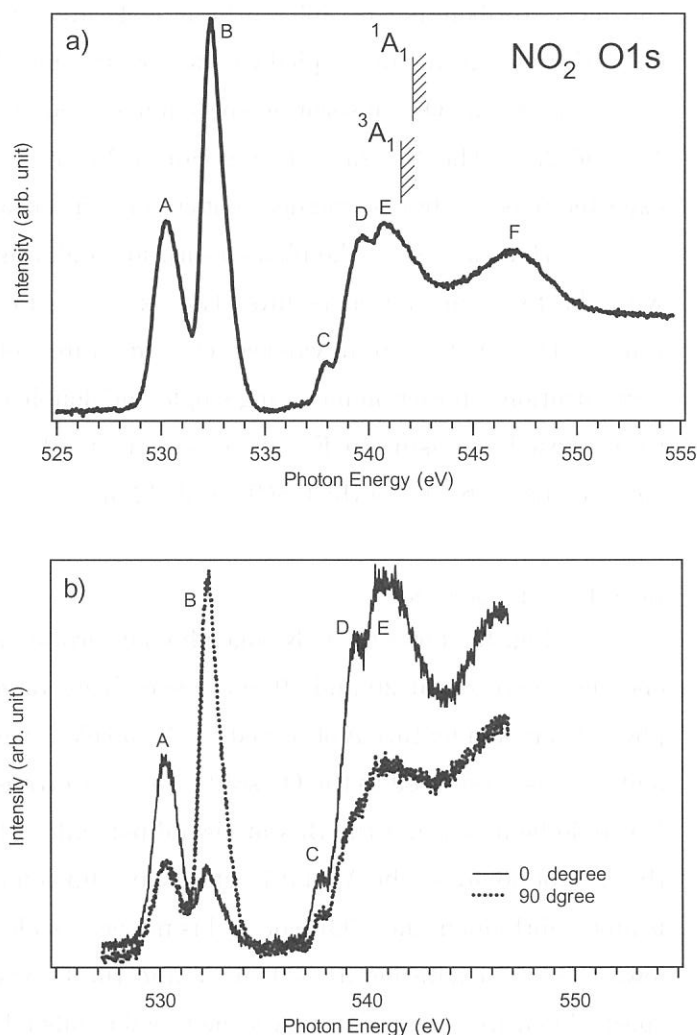 a)
B
¹A₁
NO₂ O1s
³A₁
A
D
E
F
C
Intensity (arb. unit)
525
530
535
540
545
550
555
Photon Energy (eV)
b)
B
D
E
A
C
0 degree
90 dgree
Intensity (arb. unit)
530
540
550
Photon Energy (eV)